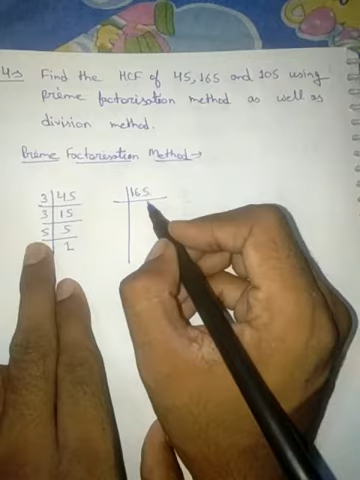 4→ Find the HCF of 45, 165 and 105 using
prime factorisation method as well as
division method.
Prime Factorisation Method →
3 | 45
3 | 15
5 | 5
1
165